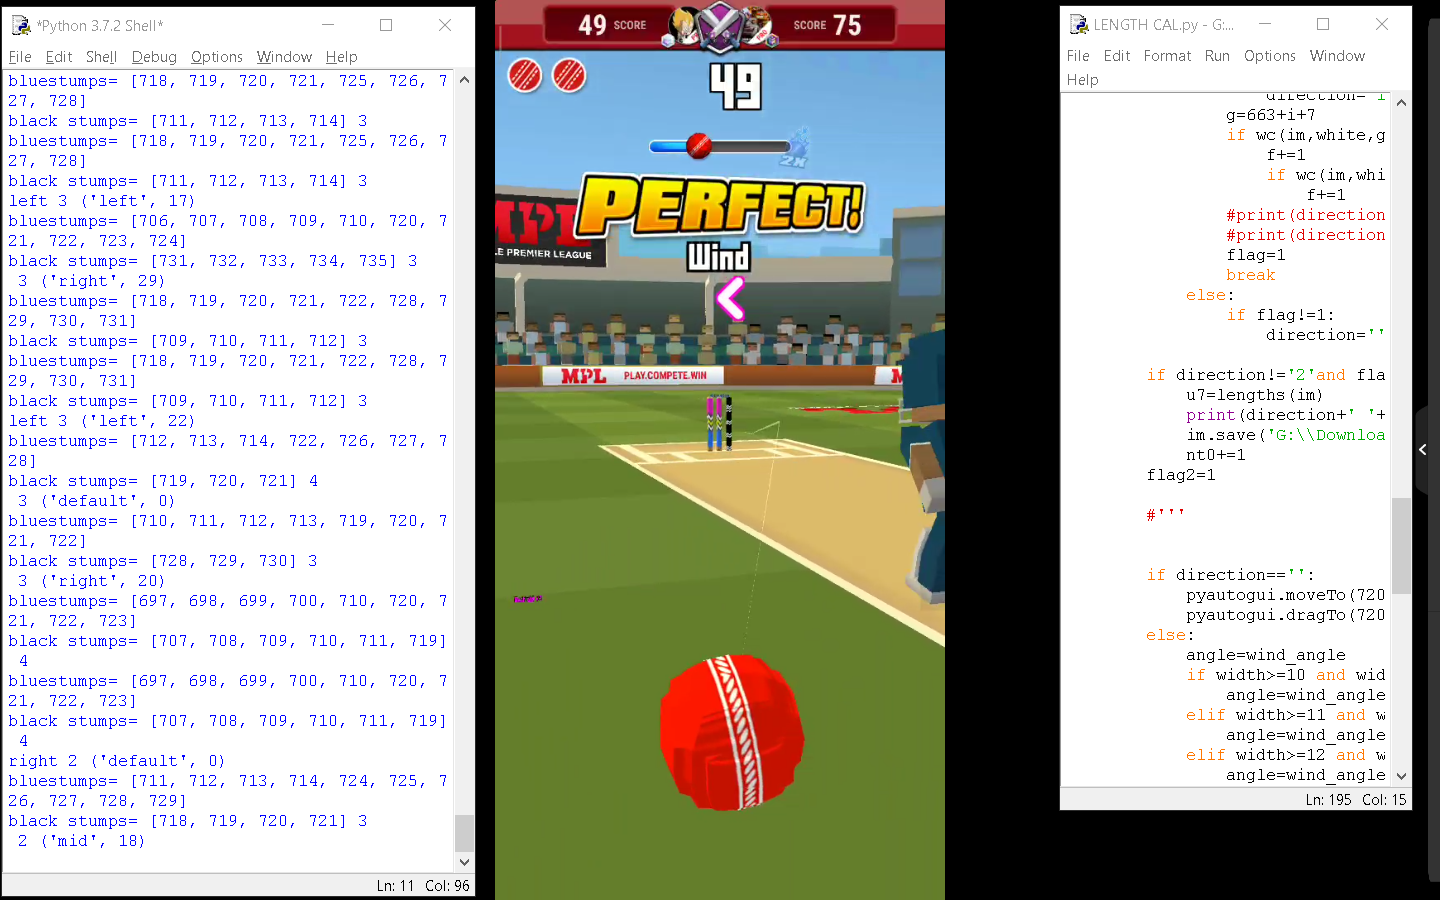 *Python 3.7.2 Shell*
File Edit Shell Debug Options Window Help
bluestumps= [718, 719, 720, 721, 725, 726, 7
27, 728]
black stumps= [711, 712, 713, 714] 3
bluestumps= [718, 719, 720, 721, 725, 726, 7
27, 728]
black stumps= [711, 712, 713, 714] 3
left 3 ('left', 17)
bluestumps= [706, 707, 708, 709, 710, 720, 7
21, 722, 723, 724]
black stumps= [731, 732, 733, 734, 735] 3
3 ('right', 29)
bluestumps= [718, 719, 720, 721, 722, 728, 7
29, 730, 731]
black stumps= [709, 710, 711, 712] 3
bluestumps= [718, 719, 720, 721, 722, 728, 7
29, 730, 731]
black stumps= [709, 710, 711, 712] 3
left 3 ('left', 22)
bluestumps= [712, 713, 714, 722, 726, 727, 7
28]
black stumps= [719, 720, 721] 4
3 ('default', 0)
bluestumps= [710, 711, 712, 713, 719, 720, 7
21, 722]
black stumps= [728, 729, 730] 3
3 ('right', 20)
bluestumps= [697, 698, 699, 700, 710, 720, 7
21, 722, 723]
black stumps= [707, 708, 709, 710, 711, 719]
4
bluestumps= [697, 698, 699, 700, 710, 720, 7
21, 722, 723]
black stumps= [707, 708, 709, 710, 711, 719]
4
right 2 ('default', 0)
bluestumps= [711, 712, 713, 714, 724, 725, 7
26, 727, 728, 729]
black stumps= [718, 719, 720, 721] 3
2 ('mid', 18)
Ln: 11 Col: 96
49 SCORE
SCORE 75
49
2X
PERFECT!
MPL
LE PREMIER LEAGUE
Wind
MPL PLAY.COMPETE.WIN
M
LENGTH CAL.py - G:...
File Edit Format Run Options Window
Help
direction='i
g=663+i+7
if wc(im,white,g
f+=1
if wc(im,whi
f+=1
#print(direction
#print(direction
flag=1
break
else:
if flag!=1:
direction=''
if direction!='2'and fla
u7=lengths(im)
print(direction+' '+
im.save('G:\\Downloa
nt0+=1
flag2=1
#'''
if direction=='':
pyautogui.moveTo(720
pyautogui.dragTo(720
else:
angle=wind_angle
if width>=10 and wid
angle=wind_angle
elif width>=11 and w
angle=wind_angle
elif width>=12 and w
angle=wind_angle
Ln: 195 Col: 15